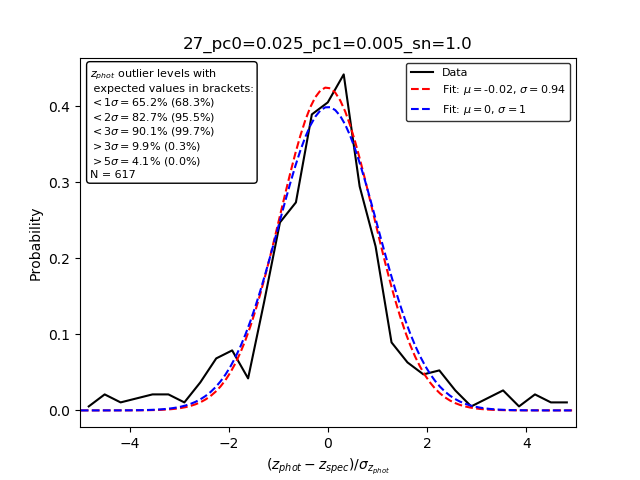 27_pc0=0.025_pc1=0.005_sn=1.0
z_phot outlier levels with
expected values in brackets:
<1σ = 65.2% (68.3%)
<2σ = 82.7% (95.5%)
<3σ = 90.1% (99.7%)
>3σ = 9.9% (0.3%)
>5σ = 4.1% (0.0%)
N = 617
Data
Fit: μ = -0.02, σ = 0.94
Fit: μ = 0, σ = 1
Probability
0.4
0.3
0.2
0.1
0.0
−4 −2 0 2 4
(z_phot − z_spec)/σ_z_phot